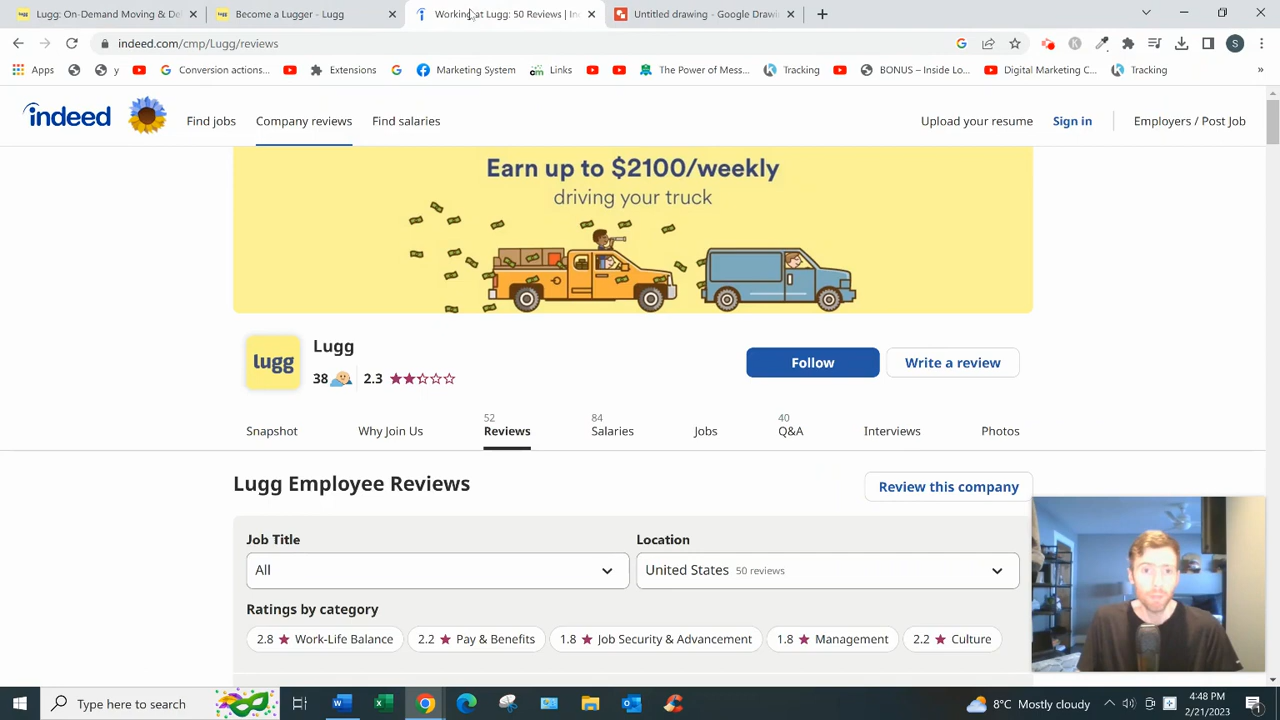 Lugg: On-Demand Moving & De
Become a Lugger - Lugg
Working at Lugg: 50 Reviews | In
Untitled drawing - Google Drawi
indeed.com/cmp/Lugg/reviews
Apps
y
Conversion action...
Extensions
Marketing System
Links
The Power of Mess...
Tracking
BONUS – Inside Lo...
Digital Marketing C...
Tracking
»
indeed
Find jobs
Company reviews
Find salaries
Upload your resume
Sign in
Employers / Post Job
Earn up to $2100/weekly
driving your truck
lugg
Lugg
38
2.3
Follow
Write a review
Snapshot
Why Join Us
52
Reviews
84
Salaries
Jobs
40
Q&A
Interviews
Photos
Lugg Employee Reviews
Review this company
Job Title
Location
All
United States 50 reviews
Ratings by category
2.8 ★ Work-Life Balance
2.2 ★ Pay & Benefits
1.8 ★ Job Security & Advancement
1.8 ★ Management
2.2 ★ Culture
Type here to search
8°C Mostly cloudy
4:48 PM
2/21/2023